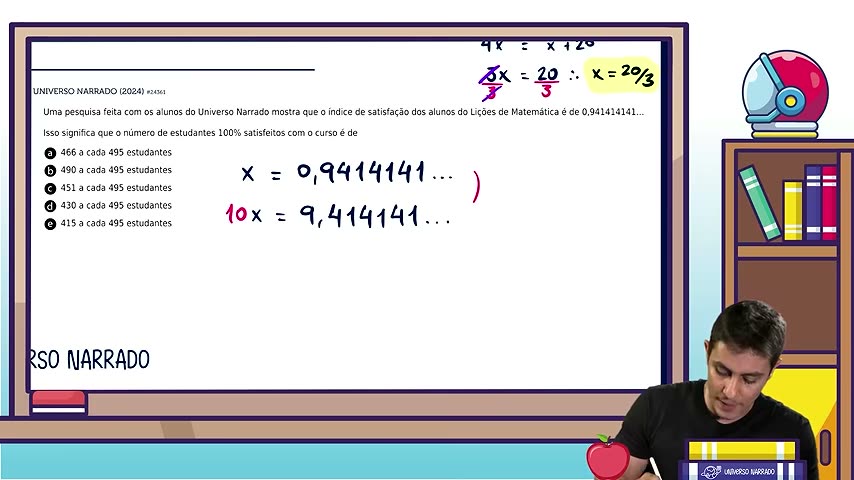 4x = x + 20
3x = 20 ∴ x = 20/3
3 3
UNIVERSO NARRADO (2024) #24361
Uma pesquisa feita com os alunos do Universo Narrado mostra que o índice de satisfação dos alunos do Lições de Matemática é de 0,941414141...
Isso significa que o número de estudantes 100% satisfeitos com o curso é de
a 466 a cada 495 estudantes
b 490 a cada 495 estudantes
c 451 a cada 495 estudantes
d 430 a cada 495 estudantes
e 415 a cada 495 estudantes
x = 0,9414141... )
10x = 9,414141...
RSO NARRADO
UNIVERSO NARRADO